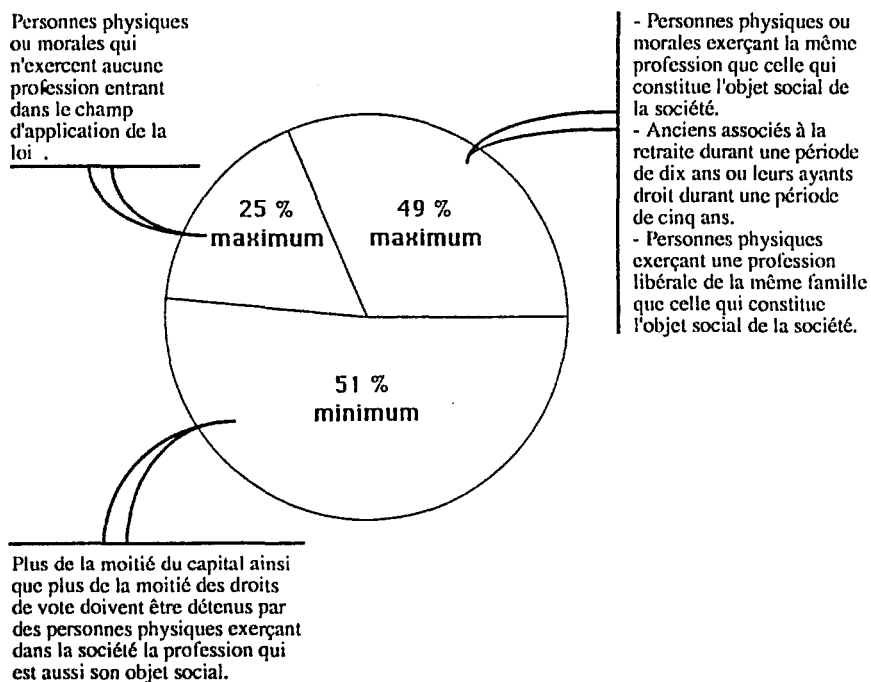 Personnes physiques
ou morales qui
n'exercent aucune
profession entrant
dans le champ
d'application de la
loi .
- Personnes physiques ou
morales exerçant la même
profession que celle qui
constitue l'objet social de
la société.
- Anciens associés à la
retraite durant une période
de dix ans ou leurs ayants
droit durant une période
de cinq ans.
- Personnes physiques
exerçant une profession
libérale de la même famille
que celle qui constitue
l'objet social de la société.
25 %
maximum
49 %
maximum
51 %
minimum
Plus de la moitié du capital ainsi
que plus de la moitié des droits
de vote doivent être détenus par
des personnes physiques exerçant
dans la société la profession qui
est aussi son objet social.